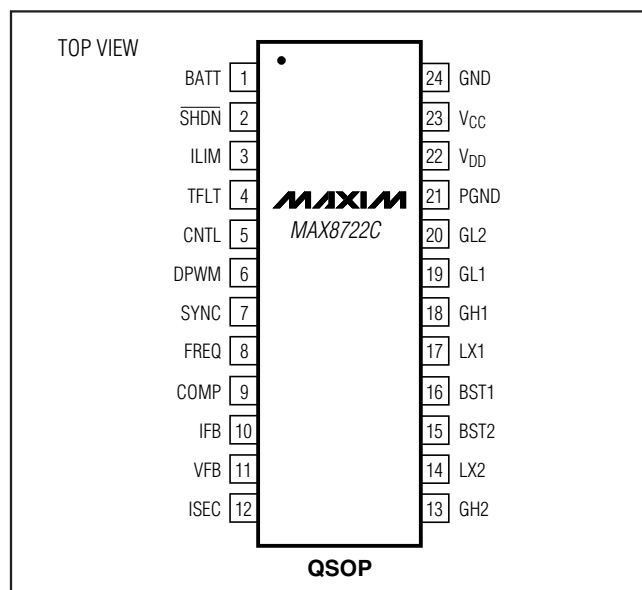 TOP VIEW
BATT 1
SHDN 2
ILIM 3
TFLT 4
CNTL 5
DPWM 6
SYNC 7
FREQ 8
COMP 9
IFB 10
VFB 11
ISEC 12
MAXIM
MAX8722C
24 GND
23 VCC
22 VDD
21 PGND
20 GL2
19 GL1
18 GH1
17 LX1
16 BST1
15 BST2
14 LX2
13 GH2
QSOP